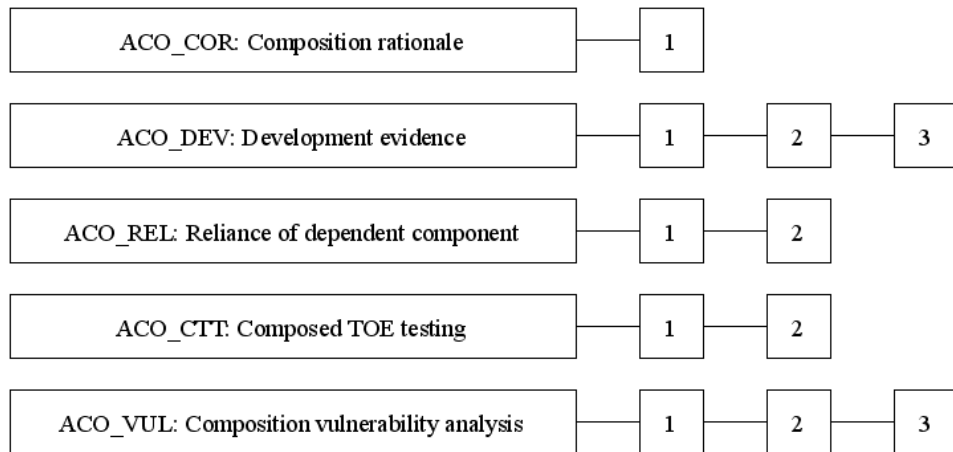 ACO_COR: Composition rationale 1
ACO_DEV: Development evidence 1 2 3
ACO_REL: Reliance of dependent component 1 2
ACO_CTT: Composed TOE testing 1 2
ACO_VUL: Composition vulnerability analysis 1 2 3